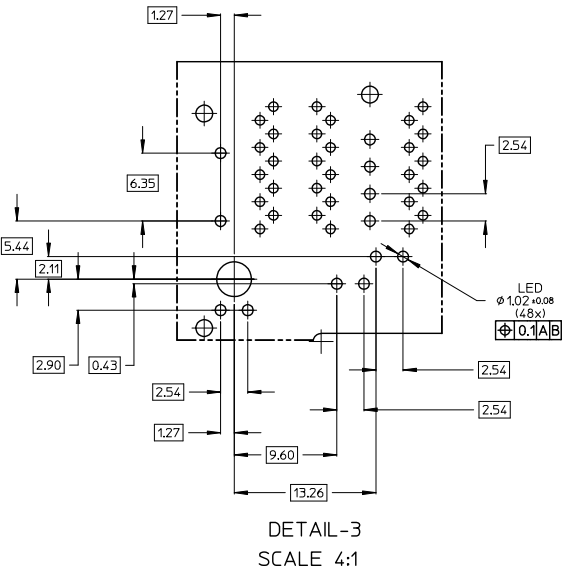 1.27
2.54
6.35
5.44
2.11
LED
⌀1.02 ±0.08
(48x)
⌖ 0.1 A B
2.90
0.43
2.54
2.54
2.54
1.27
9.60
13.26
DETAIL-3
SCALE 4:1